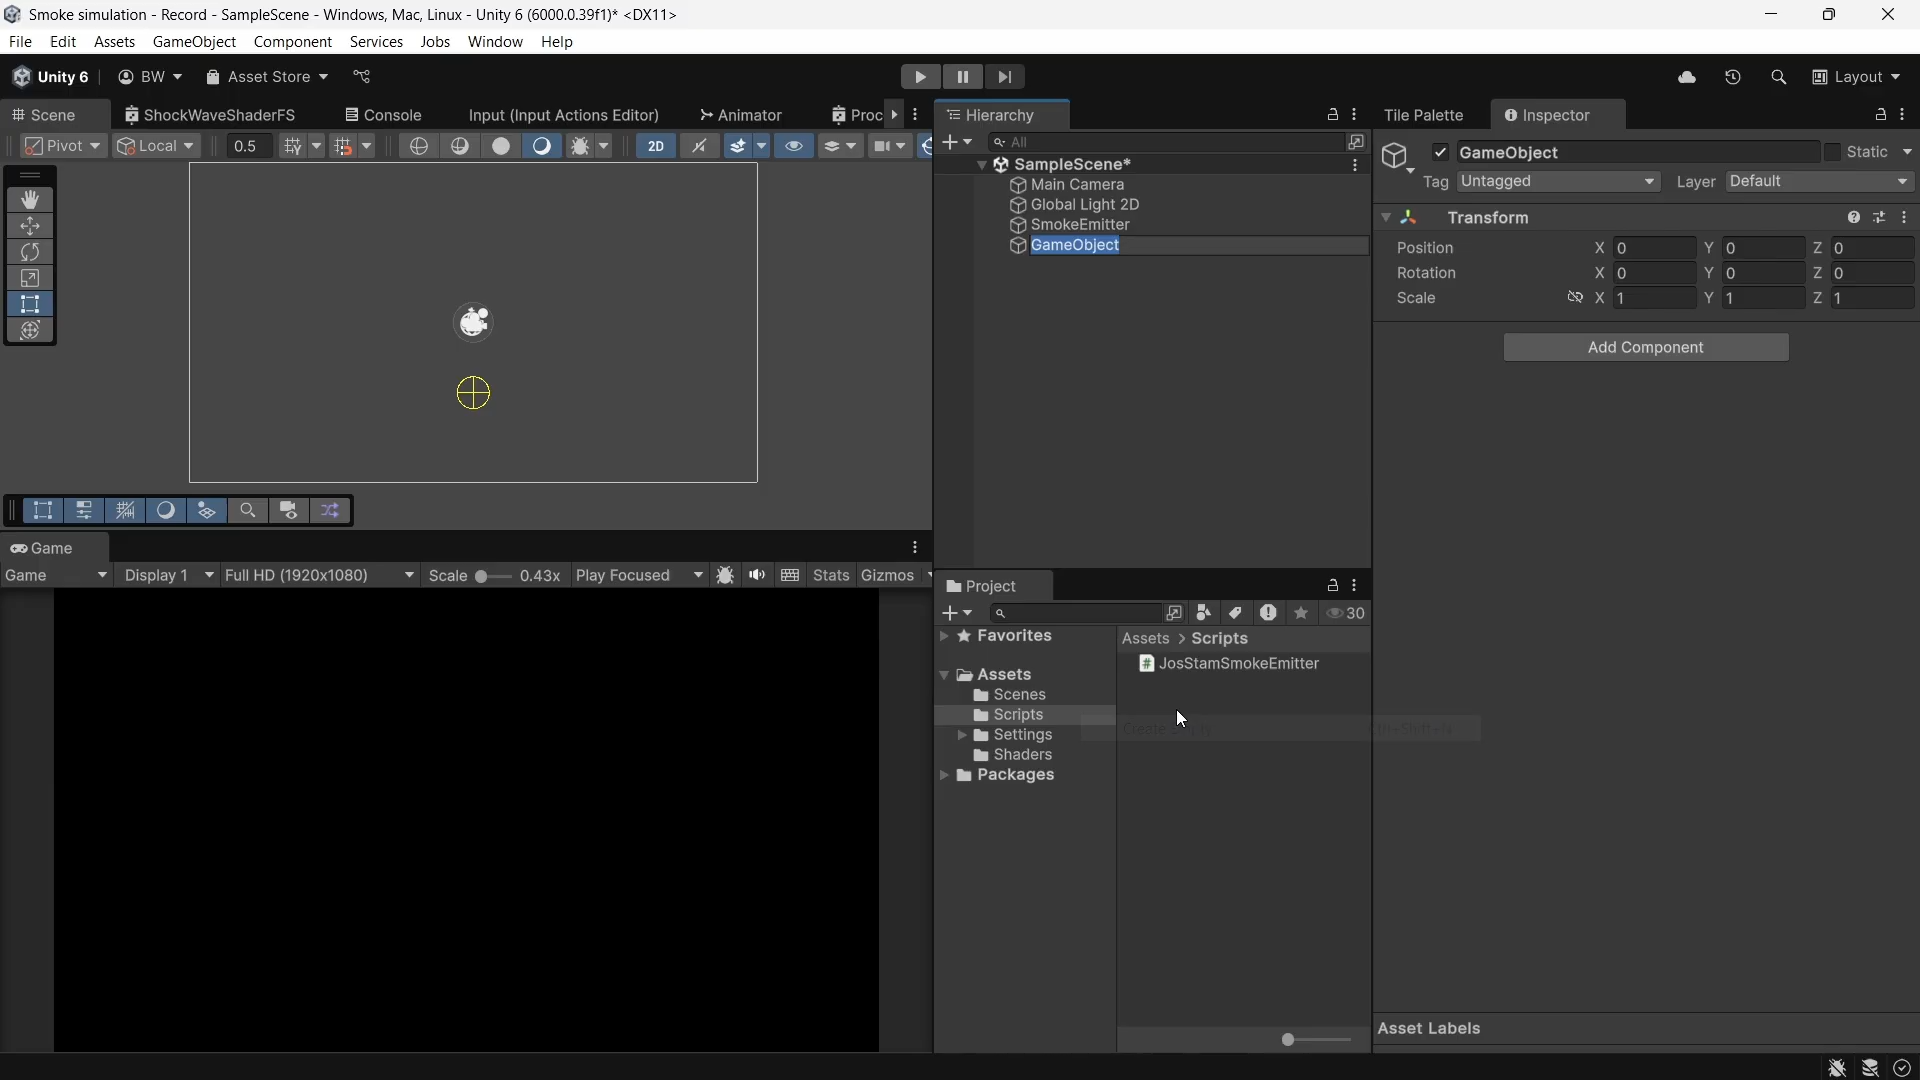 Smoke simulation - Record - SampleScene - Windows, Mac, Linux - Unity 6 (6000.0.39f1)* <DX11>
File Edit Assets GameObject Component Services Jobs Window Help
Unity 6 BW Asset Store Layout
Scene ShockWaveShaderFS Console Input (Input Actions Editor) Animator Proc
Pivot Local 0.5 2D
Game
Game Display 1 Full HD (1920x1080) Scale 0.43x Play Focused Stats Gizmos
Hierarchy
All
SampleScene*
Main Camera
Global Light 2D
SmokeEmitter
GameObject
Project
30
Favorites
Assets
Scenes
Scripts
Settings
Shaders
Packages
Assets > Scripts
JosStamSmokeEmitter
Tile Palette Inspector
GameObject Static
Tag Untagged Layer Default
Transform
Position X 0 Y 0 Z 0
Rotation X 0 Y 0 Z 0
Scale X 1 Y 1 Z 1
Add Component
Asset Labels